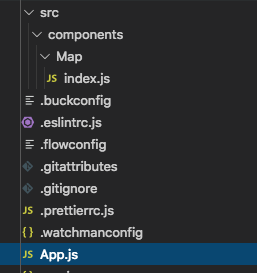 src
components
Map
JS index.js
.buckconfig
.eslintrc.js
.flowconfig
.gitattributes
.gitignore
JS .prettierrc.js
{ } .watchmanconfig
JS App.js